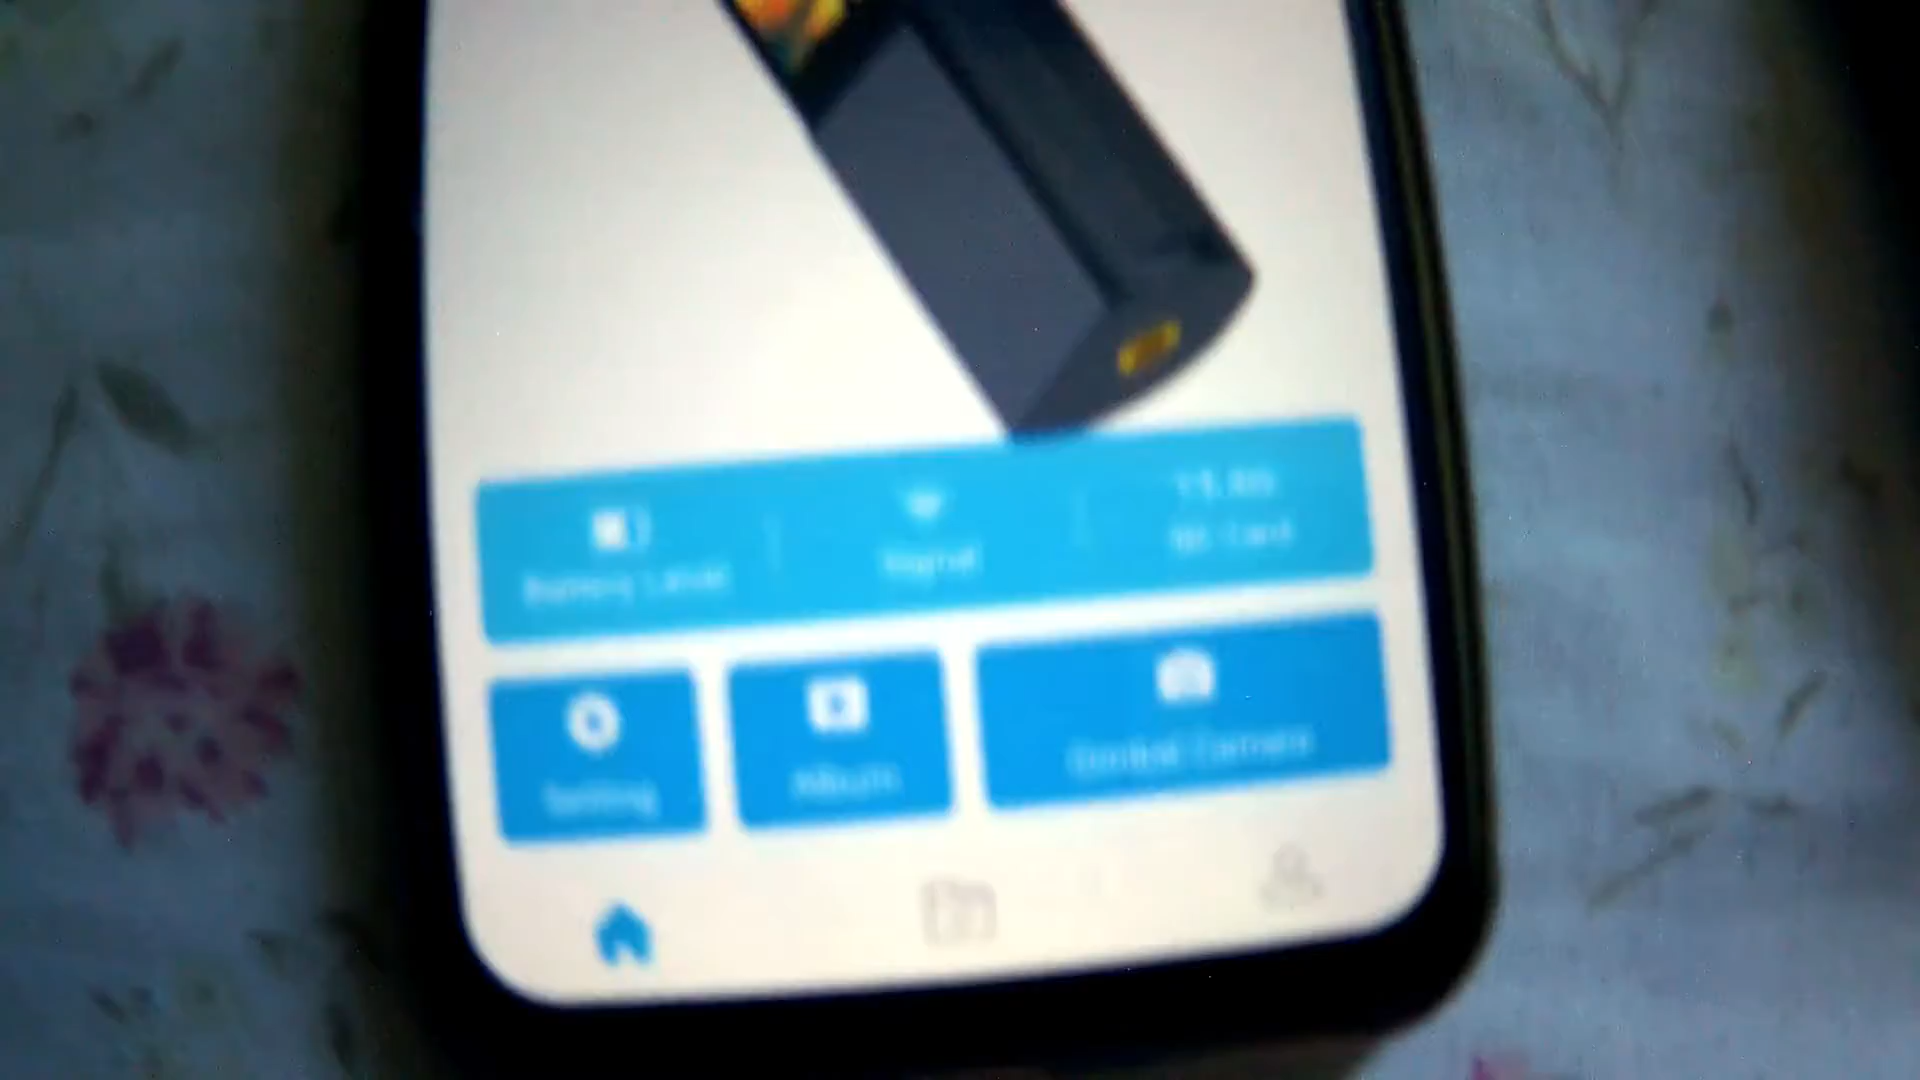 Battery Level
Signal
SD Card
Setting
Album
Gimbal Camera